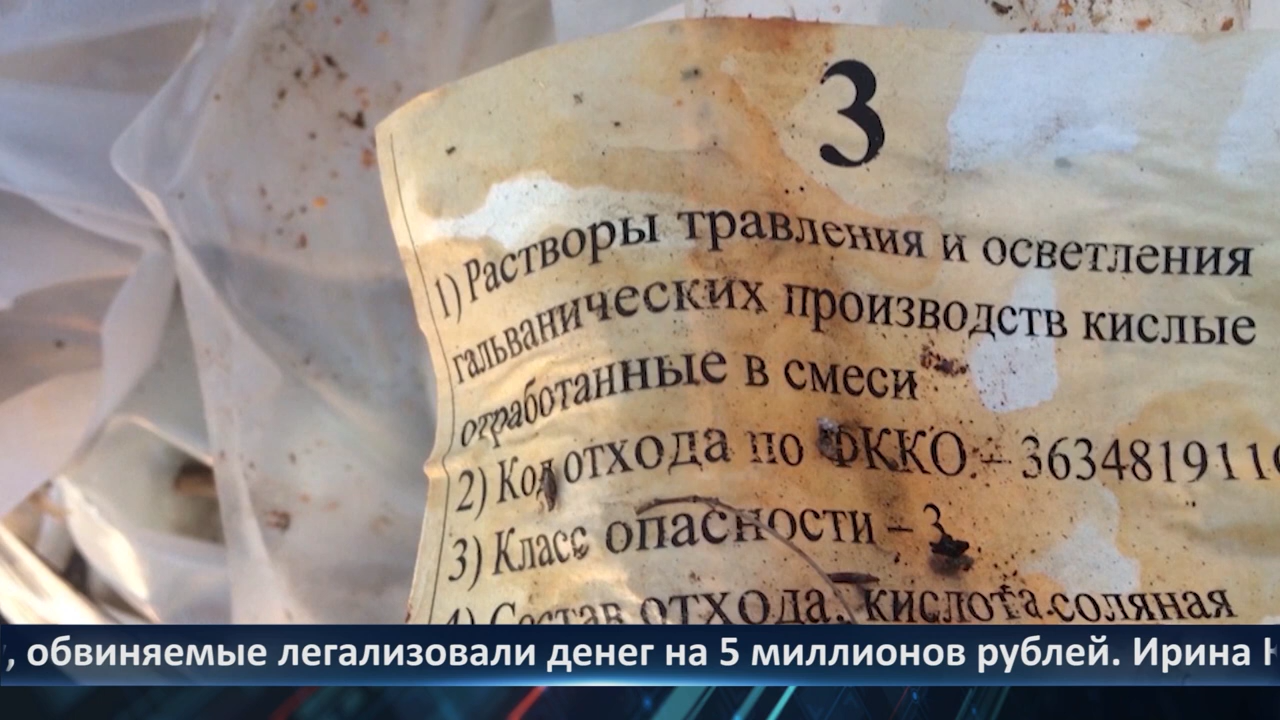 3
1) Растворы травления и осветления
гальванических производств кислые
отработанные в смеси
2) Код отхода по ФККО – 363481911
3) Класс опасности – 3
4) Состав отхода: кислота соляная
, обвиняемые легализовали денег на 5 миллионов рублей. Ирина